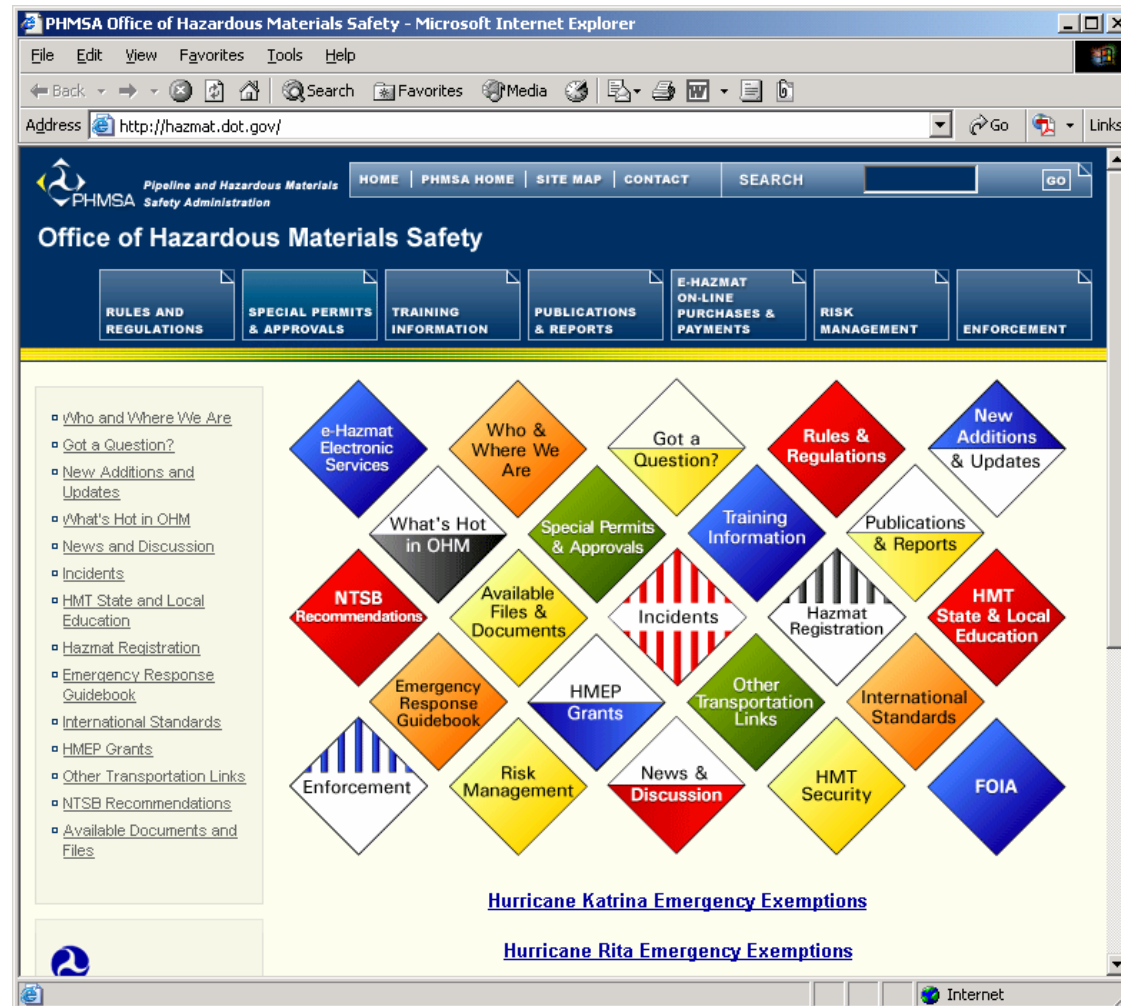 PHMSA Office of Hazardous Materials Safety - Microsoft Internet Explorer
File Edit View Favorites Tools Help
Back Search Favorites Media
Address http://hazmat.dot.gov/ Go Links
PHMSA
Pipeline and Hazardous Materials
Safety Administration
HOME | PHMSA HOME | SITE MAP | CONTACT SEARCH GO
Office of Hazardous Materials Safety
RULES AND
REGULATIONS
SPECIAL PERMITS
& APPROVALS
TRAINING
INFORMATION
PUBLICATIONS
& REPORTS
E-HAZMAT
ON-LINE
PURCHASES &
PAYMENTS
RISK
MANAGEMENT
ENFORCEMENT
Who and Where We Are
Got a Question?
New Additions and
Updates
What's Hot in OHM
News and Discussion
Incidents
HMT State and Local
Education
Hazmat Registration
Emergency Response
Guidebook
International Standards
HMEP Grants
Other Transportation Links
NTSB Recommendations
Available Documents and
Files
e-Hazmat
Electronic
Services
Who &
Where We
Are
Got a
Question?
Rules &
Regulations
New
Additions
& Updates
What's Hot
in OHM
Special Permits
& Approvals
Training
Information
Publications
& Reports
NTSB
Recommendations
Available
Files &
Documents
Incidents
Hazmat
Registration
HMT
State & Local
Education
Emergency
Response
Guidebook
HMEP
Grants
Other
Transportation
Links
International
Standards
Enforcement
Risk
Management
News &
Discussion
HMT
Security
FOIA
Hurricane Katrina Emergency Exemptions
Hurricane Rita Emergency Exemptions
Internet